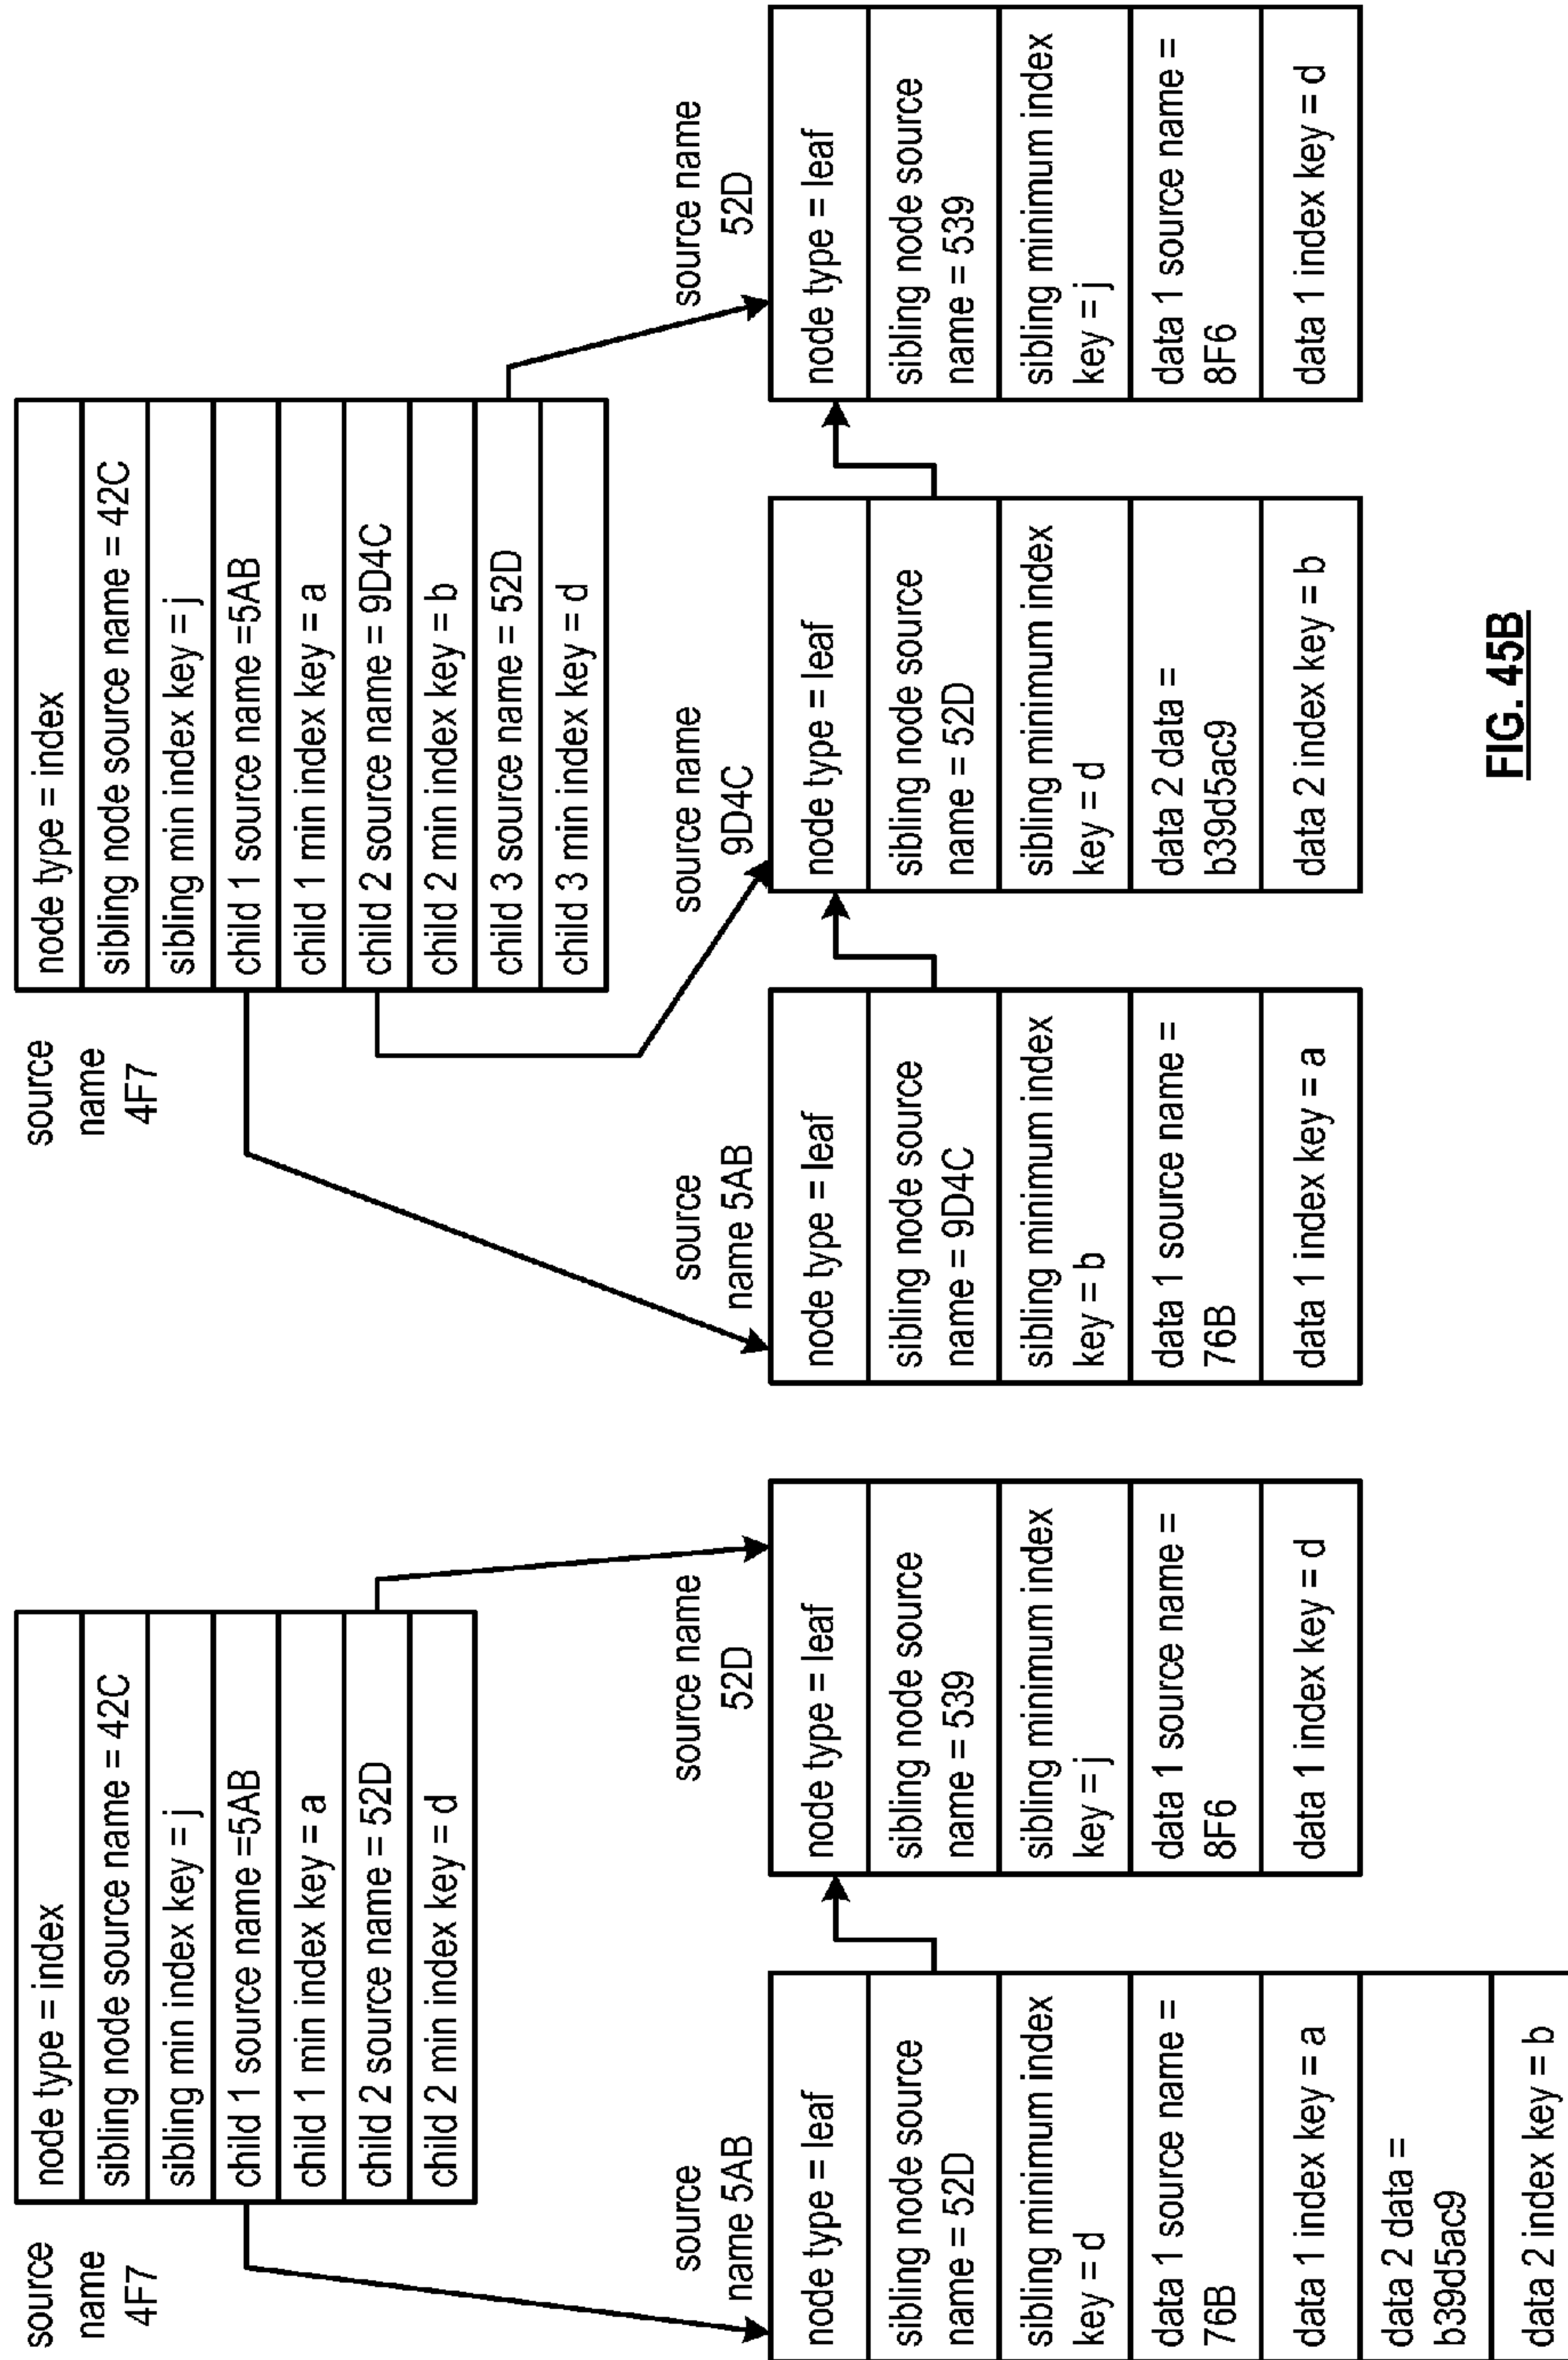 source
name
4F7
node type = index
sibling node source name = 42C
sibling min index key = j
child 1 source name =5AB
child 1 min index key = a
child 2 source name = 52D
child 2 min index key = d
source
name 5AB
node type = leaf
sibling node source
name = 52D
sibling minimum index
key = d
data 1 source name =
76B
data 1 index key = a
data 2 data =
b39d5ac9
data 2 index key = b
source name
52D
node type = leaf
sibling node source
name = 539
sibling minimum index
key = j
data 1 source name =
8F6
data 1 index key = d
source
name
4F7
node type = index
sibling node source name = 42C
sibling min index key = j
child 1 source name =5AB
child 1 min index key = a
child 2 source name = 9D4C
child 2 min index key = b
child 3 source name = 52D
child 3 min index key = d
source
name 5AB
node type = leaf
sibling node source
name = 9D4C
sibling minimum index
key = b
data 1 source name =
76B
data 1 index key = a
source name
9D4C
node type = leaf
sibling node source
name = 52D
sibling minimum index
key = d
data 2 data =
b39d5ac9
data 2 index key = b
source name
52D
node type = leaf
sibling node source
name = 539
sibling minimum index
key = j
data 1 source name =
8F6
data 1 index key = d
FIG. 45B